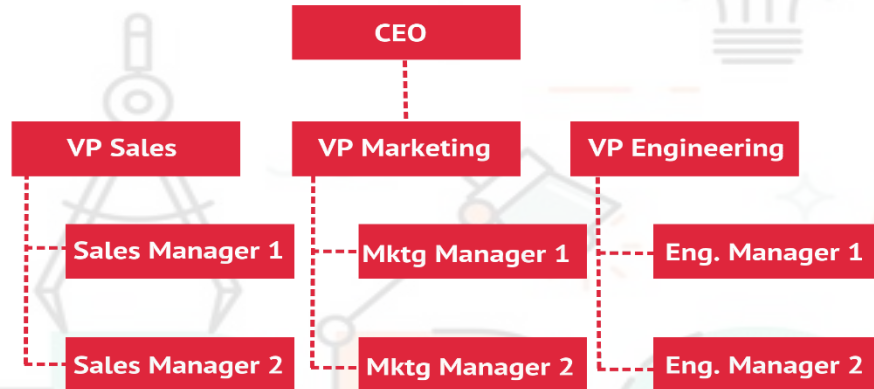 CEO
VP Sales
VP Marketing
VP Engineering
Sales Manager 1
Mktg Manager 1
Eng. Manager 1
Sales Manager 2
Mktg Manager 2
Eng. Manager 2